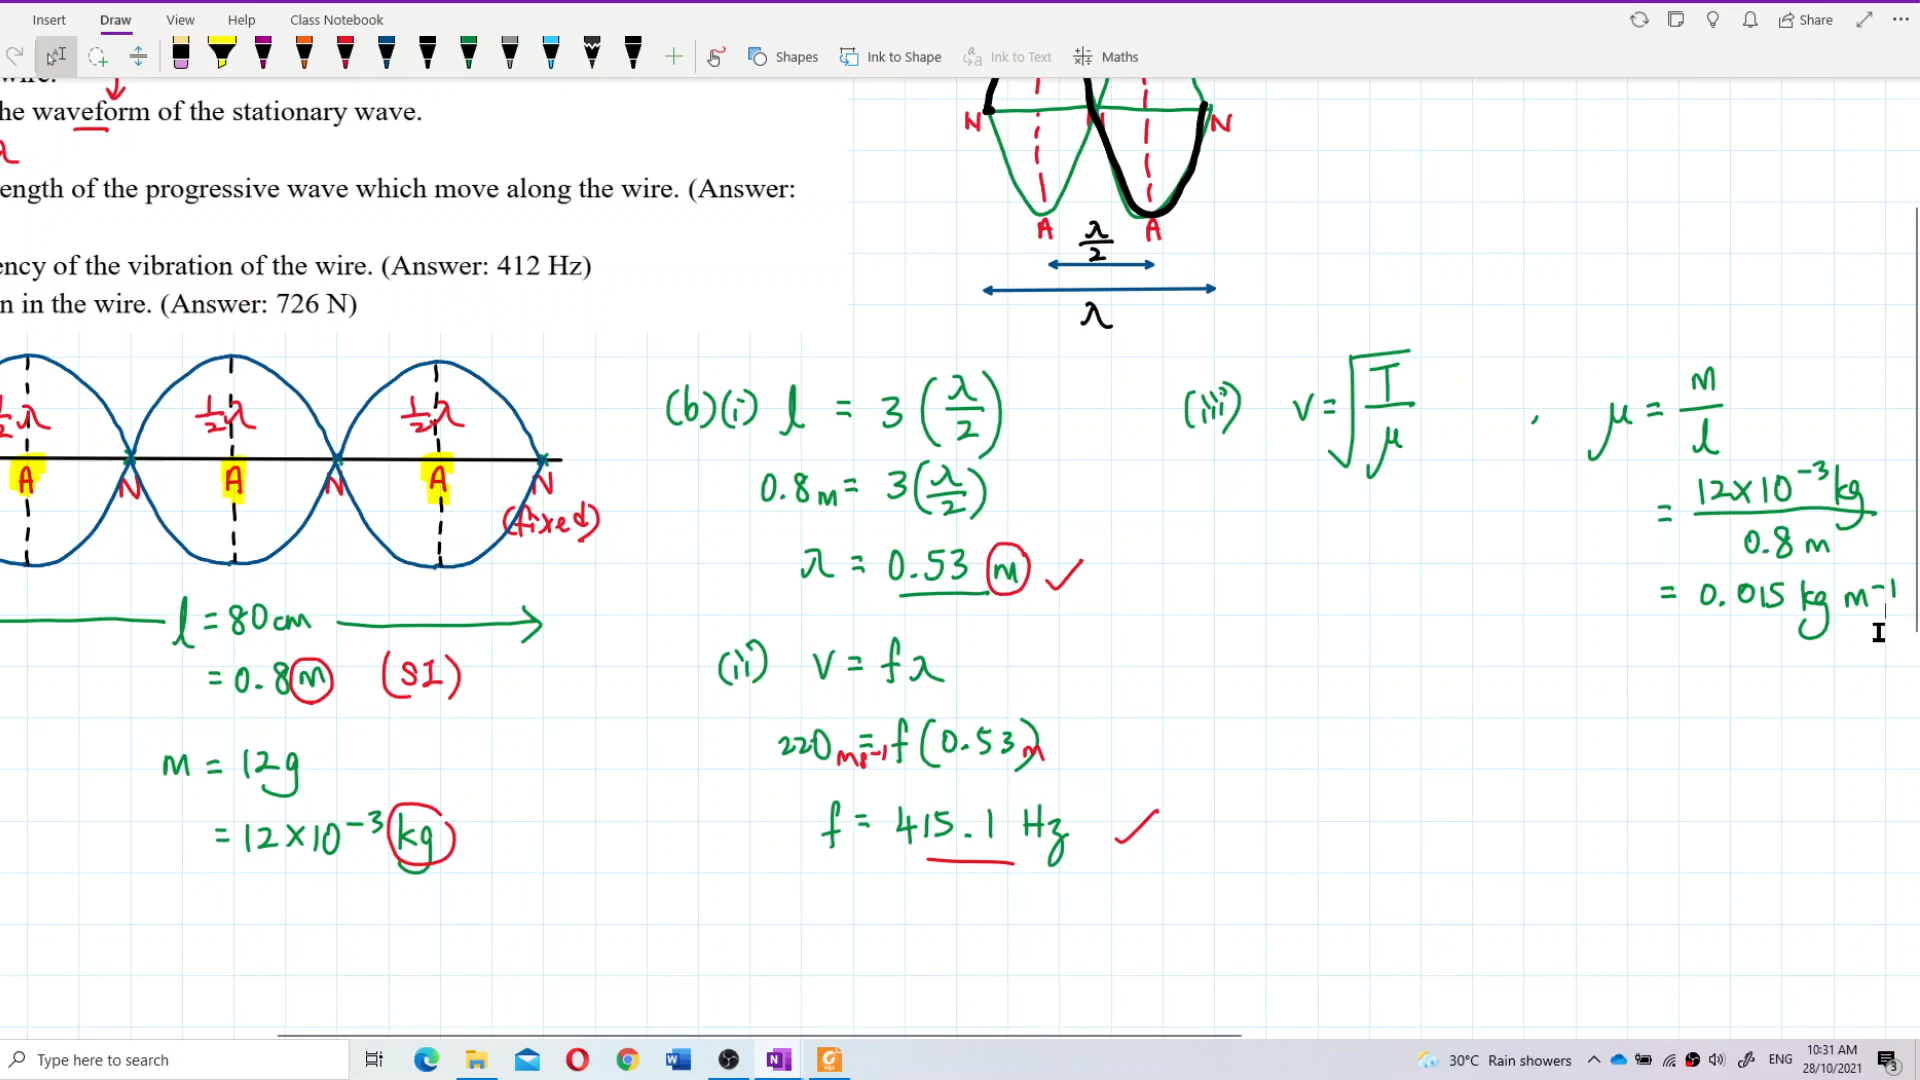 Insert Draw View Help Class Notebook Share
Shapes Ink to Shape Ink to Text Maths
wire.
he waveform of the stationary wave.
λ
ength of the progressive wave which move along the wire. (Answer:
ency of the vibration of the wire. (Answer: 412 Hz)
n in the wire. (Answer: 726 N)
N N N
A A
λ/2
λ
½λ ½λ ½λ
A N A N A N
(fixed)
l = 80 cm
= 0.8 m (SI)
m = 12g
= 12 × 10⁻³ kg
(b)(i) l = 3 (λ/2)
0.8 m = 3 (λ/2)
λ = 0.53 m ✓
(ii) v = fλ
220 ms⁻¹ = f (0.53 m)
f = 415.1 Hz ✓
(iii) v = √(T/μ) , μ = m/l
= 12×10⁻³ kg / 0.8 m
= 0.015 kg m⁻¹
Type here to search
30°C Rain showers ENG 10:31 AM
28/10/2021 3